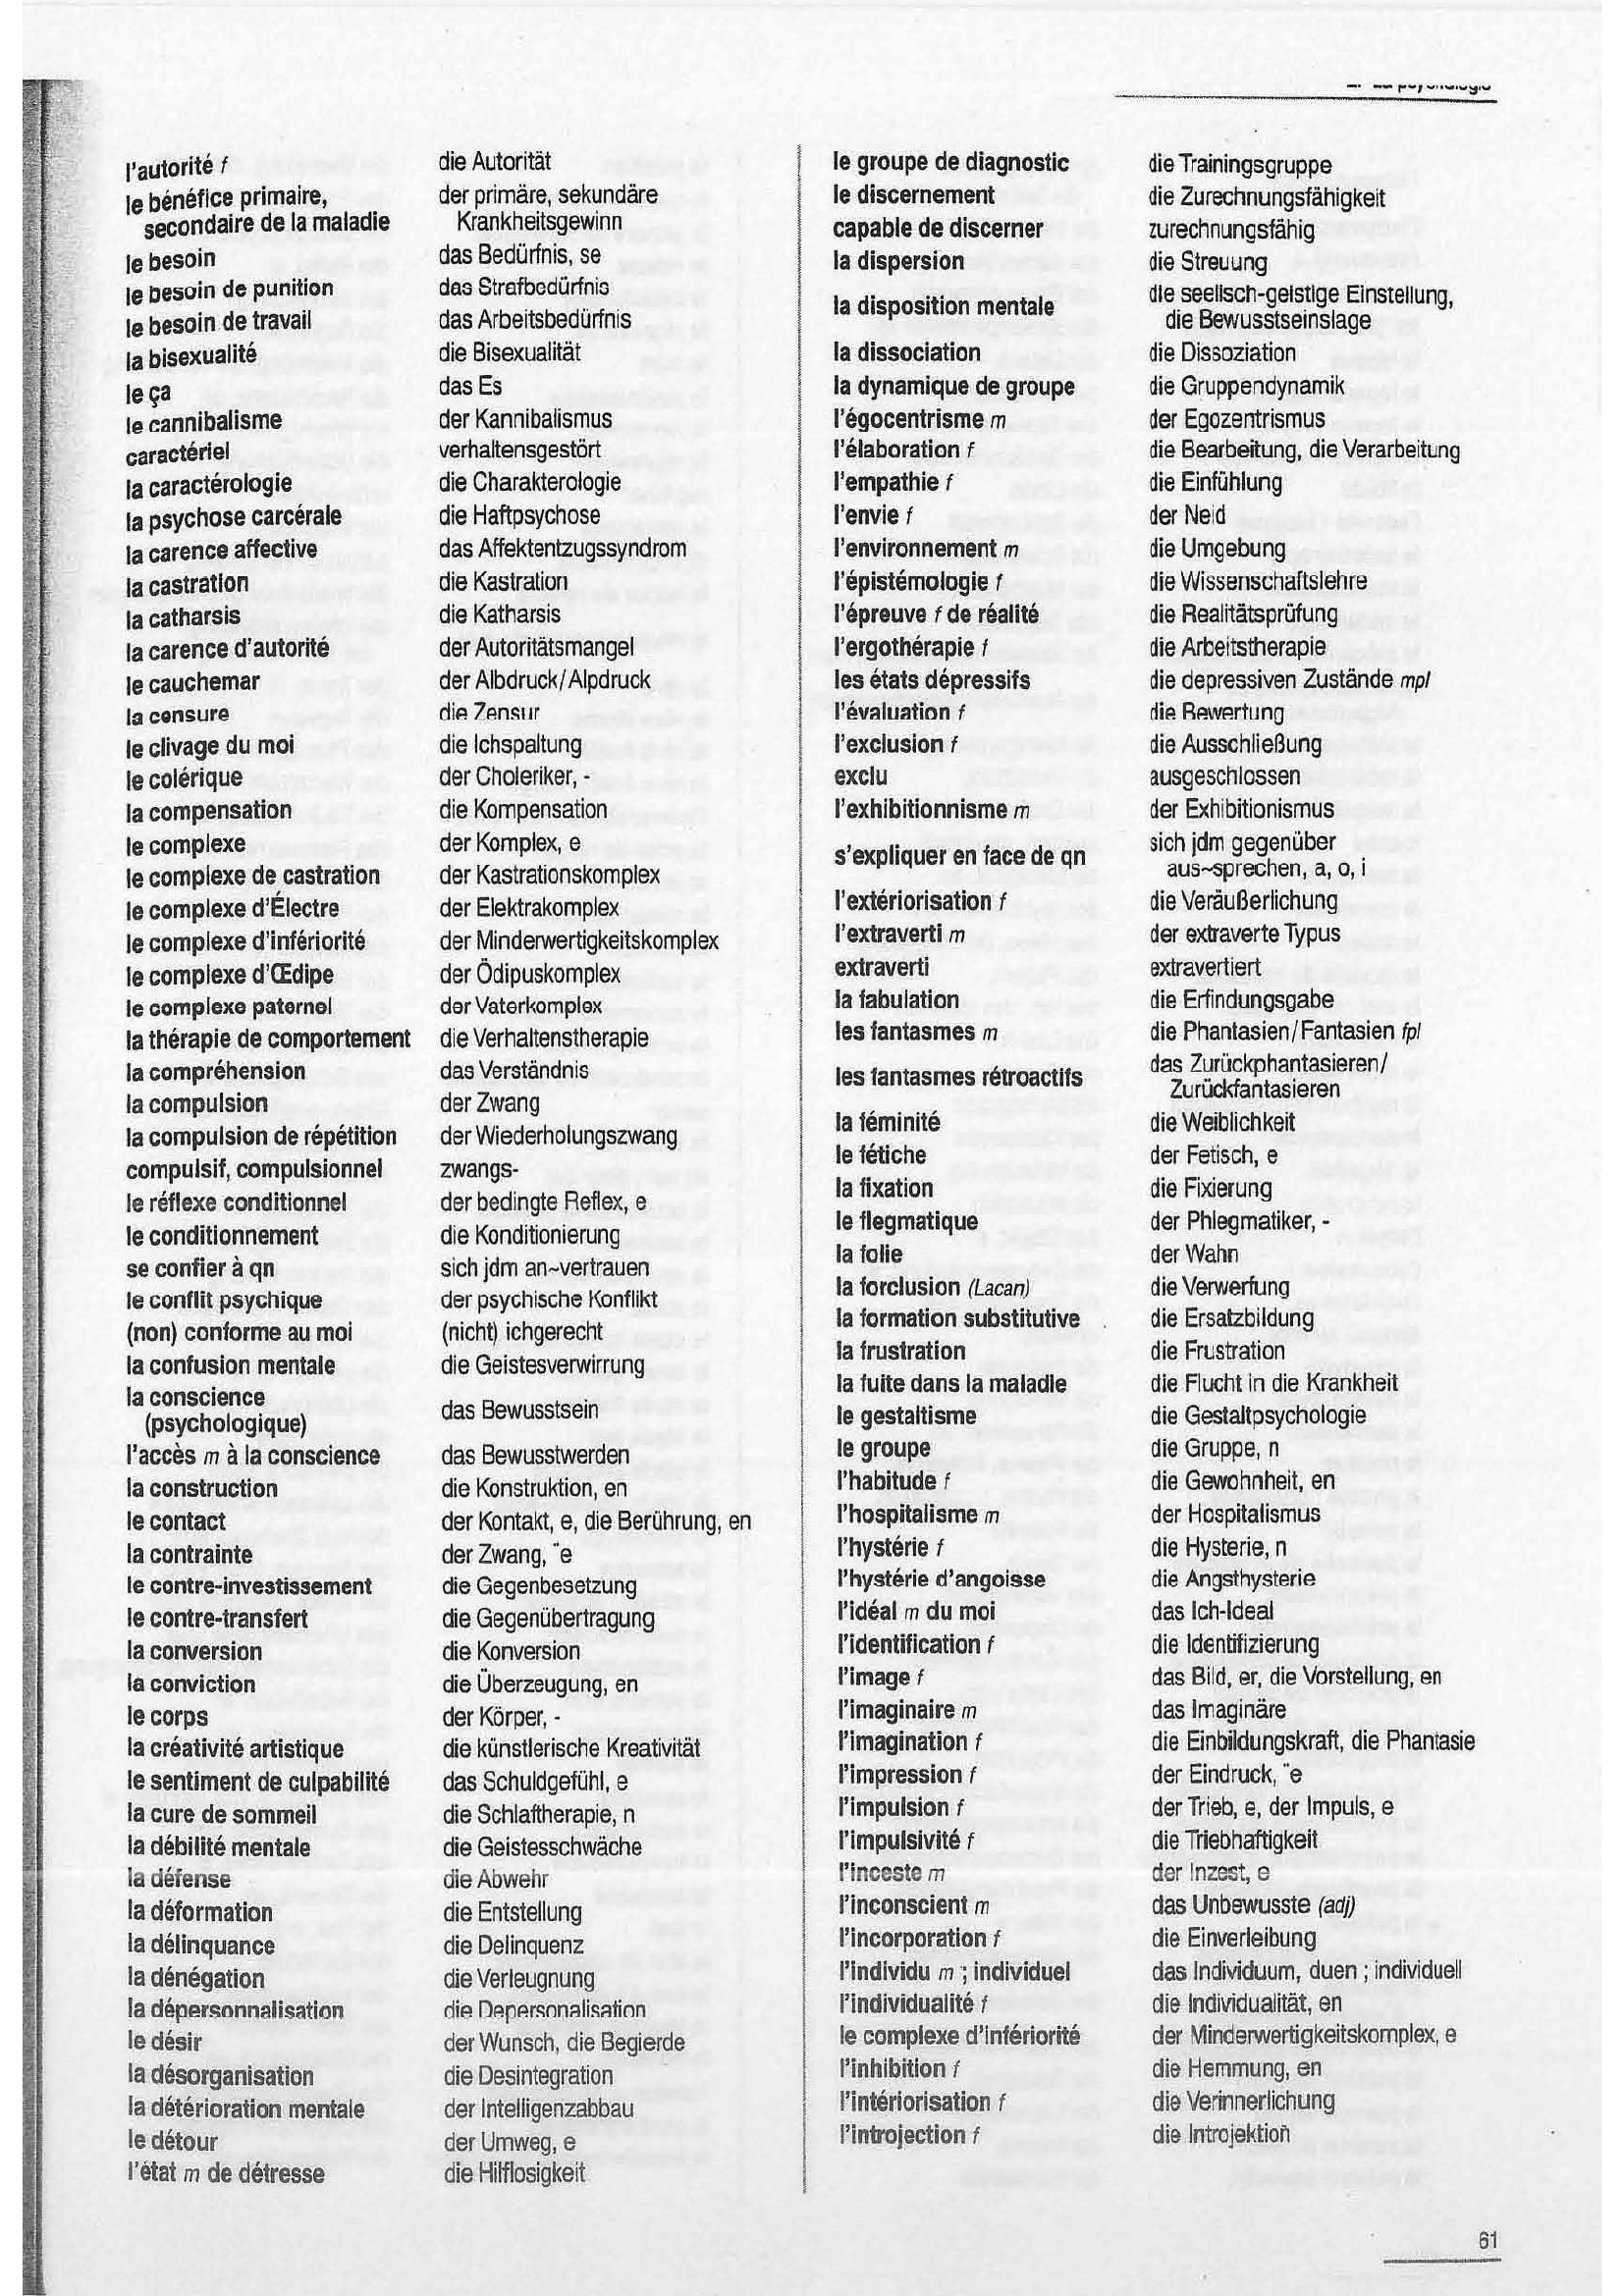 2. La psychologie
l'autorité f die Autorität
le bénéfice primaire, der primäre, sekundäre
secondaire de la maladie Krankheitsgewinn
le besoin das Bedürfnis, se
le besoin de punition das Strafbedürfnis
le besoin de travail das Arbeitsbedürfnis
la bisexualité die Bisexualität
le ça das Es
le cannibalisme der Kannibalismus
caractériel verhaltensgestört
la caractérologie die Charakterologie
la psychose carcérale die Haftpsychose
la carence affective das Affektentzugssyndrom
la castration die Kastration
la catharsis die Katharsis
la carence d'autorité der Autoritätsmangel
le cauchemar der Albdruck/Alpdruck
la censure die Zensur
le clivage du moi die Ichspaltung
le colérique der Choleriker, -
la compensation die Kompensation
le complexe der Komplex, e
le complexe de castration der Kastrationskomplex
le complexe d'Électre der Elektrakomplex
le complexe d'infériorité der Minderwertigkeitskomplex
le complexe d'Œdipe der Ödipuskomplex
le complexe paternel der Vaterkomplex
la thérapie de comportement die Verhaltenstherapie
la compréhension das Verständnis
la compulsion der Zwang
la compulsion de répétition der Wiederholungszwang
compulsif, compulsionnel zwangs-
le réflexe conditionnel der bedingte Reflex, e
le conditionnement die Konditionierung
se confier à qn sich jdm an~vertrauen
le conflit psychique der psychische Konflikt
(non) conforme au moi (nicht) ichgerecht
la confusion mentale die Geistesverwirrung
la conscience
(psychologique) das Bewusstsein
l'accès m à la conscience das Bewusstwerden
la construction die Konstruktion, en
le contact der Kontakt, e, die Berührung, en
la contrainte der Zwang, ¨e
le contre-investissement die Gegenbesetzung
le contre-transfert die Gegenübertragung
la conversion die Konversion
la conviction die Überzeugung, en
le corps der Körper, -
la créativité artistique die künstlerische Kreativität
le sentiment de culpabilité das Schuldgefühl, e
la cure de sommeil die Schlaftherapie, n
la débilité mentale die Geistesschwäche
la défense die Abwehr
la déformation die Entstellung
la délinquance die Delinquenz
la dénégation die Verleugnung
la dépersonnalisation die Depersonalisation
le désir der Wunsch, die Begierde
la désorganisation die Desintegration
la détérioration mentale der Intelligenzabbau
le détour der Umweg, e
l'état m de détresse die Hilflosigkeit
le groupe de diagnostic die Trainingsgruppe
le discernement die Zurechnungsfähigkeit
capable de discerner zurechnungsfähig
la dispersion die Streuung
la disposition mentale die seelisch-geistige Einstellung,
die Bewusstseinslage
la dissociation die Dissoziation
la dynamique de groupe die Gruppendynamik
l'égocentrisme m der Egozentrismus
l'élaboration f die Bearbeitung, die Verarbeitung
l'empathie f die Einfühlung
l'envie f der Neid
l'environnement m die Umgebung
l'épistémologie f die Wissenschaftslehre
l'épreuve f de réalité die Realitätsprüfung
l'ergothérapie f die Arbeitstherapie
les états dépressifs die depressiven Zustände mpl
l'évaluation f die Bewertung
l'exclusion f die Ausschließung
exclu ausgeschlossen
l'exhibitionnisme m der Exhibitionismus
s'expliquer en face de qn sich jdm gegenüber
aus~sprechen, a, o, i
l'extériorisation f die Veräußerlichung
l'extraverti m der extraverte Typus
extraverti extravertiert
la fabulation die Erfindungsgabe
les fantasmes m die Phantasien/Fantasien fpl
les fantasmes rétroactifs das Zurückphantasieren/
Zurückfantasieren
la féminité die Weiblichkeit
le fétiche der Fetisch, e
la fixation die Fixierung
le flegmatique der Phlegmatiker, -
la folie der Wahn
la forclusion (Lacan) die Verwerfung
la formation substitutive die Ersatzbildung
la frustration die Frustration
la fuite dans la maladie die Flucht in die Krankheit
le gestaltisme die Gestaltpsychologie
le groupe die Gruppe, n
l'habitude f die Gewohnheit, en
l'hospitalisme m der Hospitalismus
l'hystérie f die Hysterie, n
l'hystérie d'angoisse die Angsthysterie
l'idéal m du moi das Ich-Ideal
l'identification f die Identifizierung
l'image f das Bild, er, die Vorstellung, en
l'imaginaire m das Imaginäre
l'imagination f die Einbildungskraft, die Phantasie
l'impression f der Eindruck, ¨e
l'impulsion f der Trieb, e, der Impuls, e
l'impulsivité f die Triebhaftigkeit
l'inceste m der Inzest, e
l'inconscient m das Unbewusste (adj)
l'incorporation f die Einverleibung
l'individu m ; individuel das Individuum, duen ; individuell
l'individualité f die Individualität, en
le complexe d'infériorité der Minderwertigkeitskomplex, e
l'inhibition f die Hemmung, en
l'intériorisation f die Verinnerlichung
l'introjection f die Introjektion
61